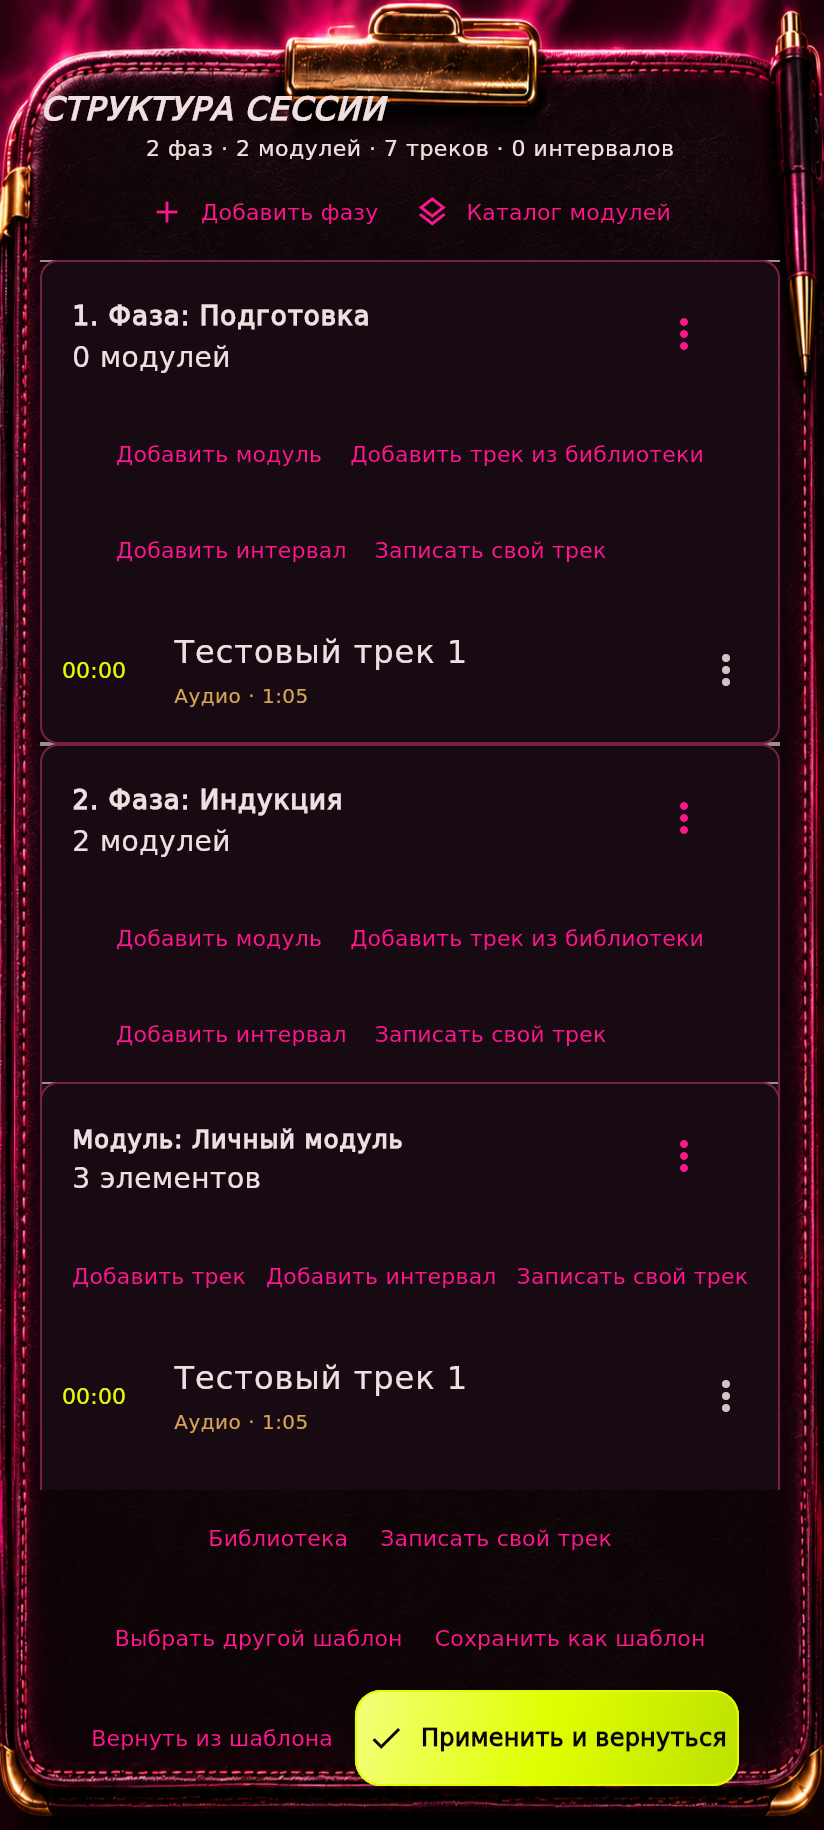 СТРУКТУРА СЕССИИ
2 фаз · 2 модулей · 7 треков · 0 интервалов
Добавить фазу Каталог модулей
1. Фаза: Подготовка
0 модулей
Добавить модуль Добавить трек из библиотеки
Добавить интервал Записать свой трек
Тестовый трек 1
00:00
Аудио · 1:05
2. Фаза: Индукция
2 модулей
Добавить модуль Добавить трек из библиотеки
Добавить интервал Записать свой трек
Модуль: Личный модуль
3 элементов
Добавить трек Добавить интервал Записать свой трек
Тестовый трек 1
00:00
Аудио · 1:05
Библиотека Записать свой трек
Выбрать другой шаблон Сохранить как шаблон
Вернуть из шаблона Применить и вернуться